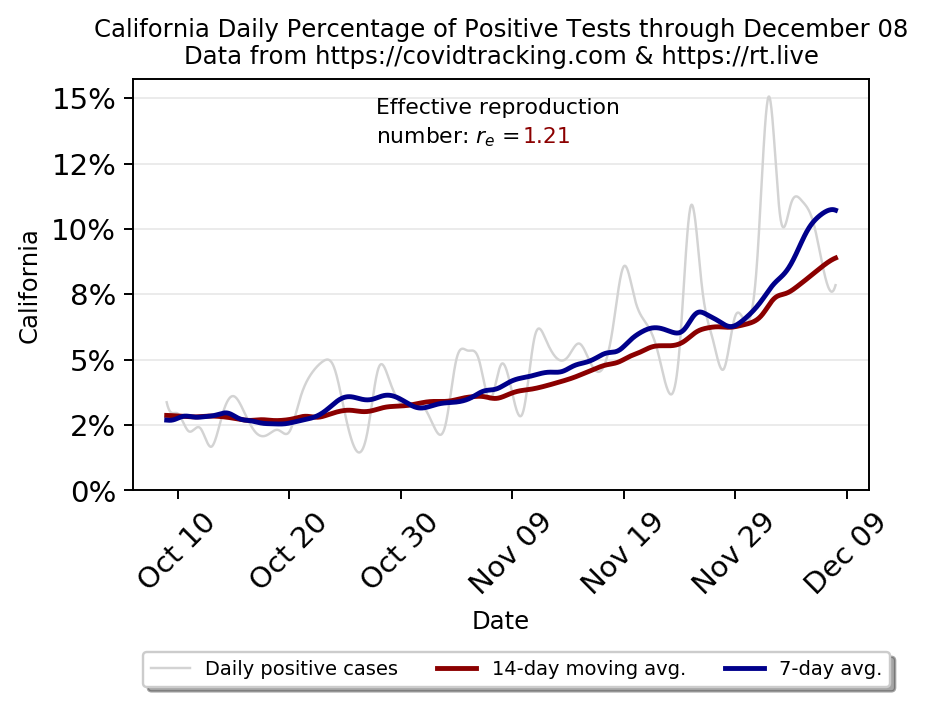 California Daily Percentage of Positive Tests through December 08
Data from https://covidtracking.com & https://rt.live
Effective reproduction
number: rₑ =1.21
15%
12%
10%
8%
5%
2%
0%
California
Oct 10
Oct 20
Oct 30
Nov 09
Nov 19
Nov 29
Dec 09
Date
Daily positive cases
14-day moving avg.
7-day avg.